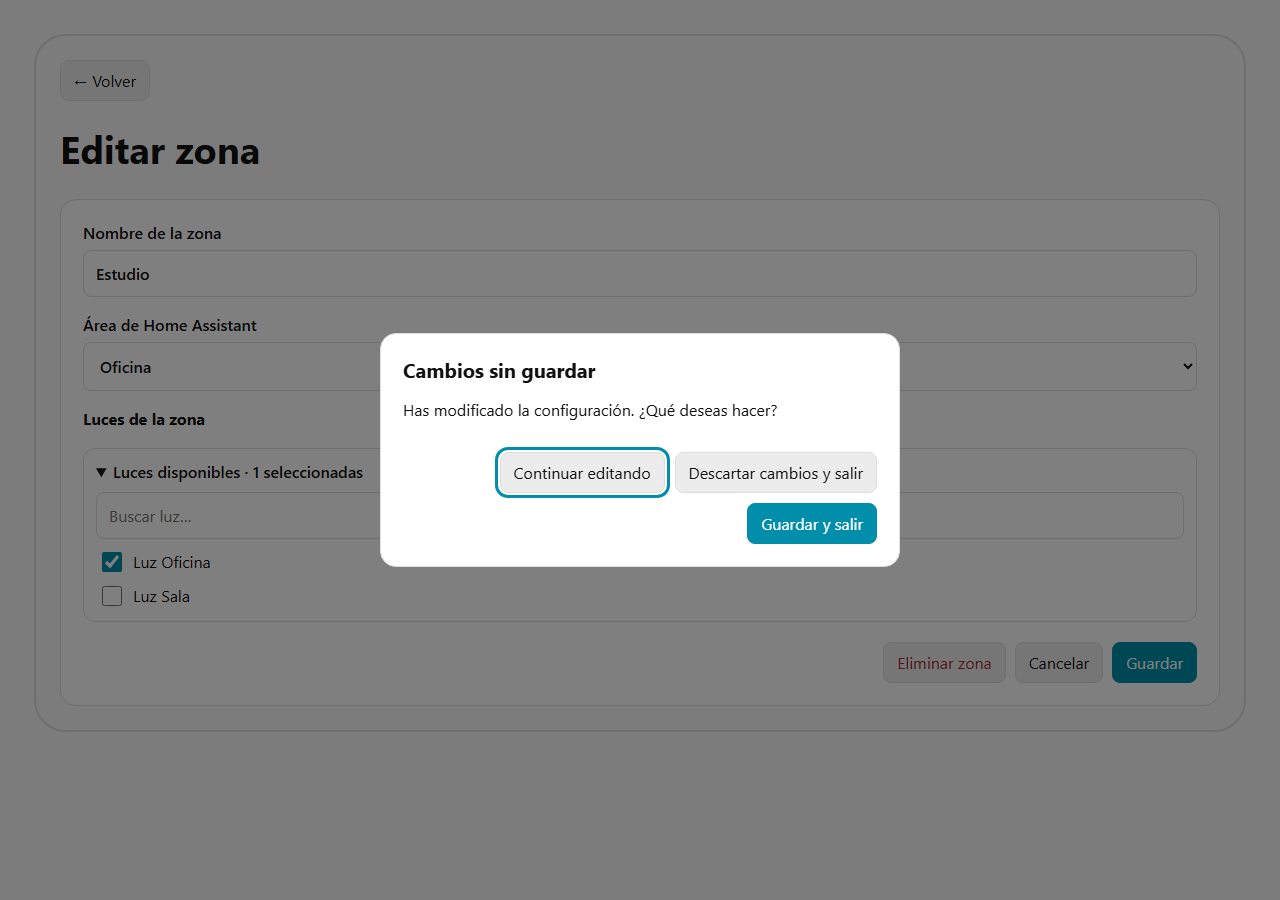 ← Volver
Editar zona
Nombre de la zona
Estudio
Área de Home Assistant
Oficina
Luces de la zona
▼ Luces disponibles · 1 seleccionadas
Buscar luz...
Luz Oficina
Luz Sala
Eliminar zona Cancelar Guardar
Cambios sin guardar
Has modificado la configuración. ¿Qué deseas hacer?
Continuar editando Descartar cambios y salir
Guardar y salir